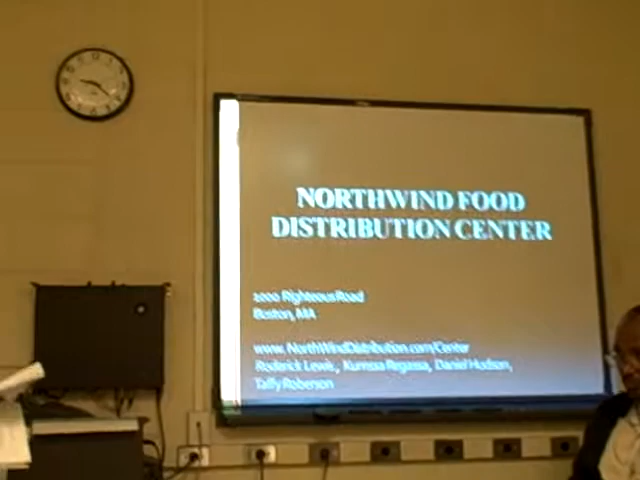 NORTHWIND FOOD
DISTRIBUTION CENTER
2000 Righteous Road
Boston, MA
www.NorthWindDistribution.com/Center
Roderick Lewis, Kumssa Regassa, Daniel Hudson,
Taffy Roberson